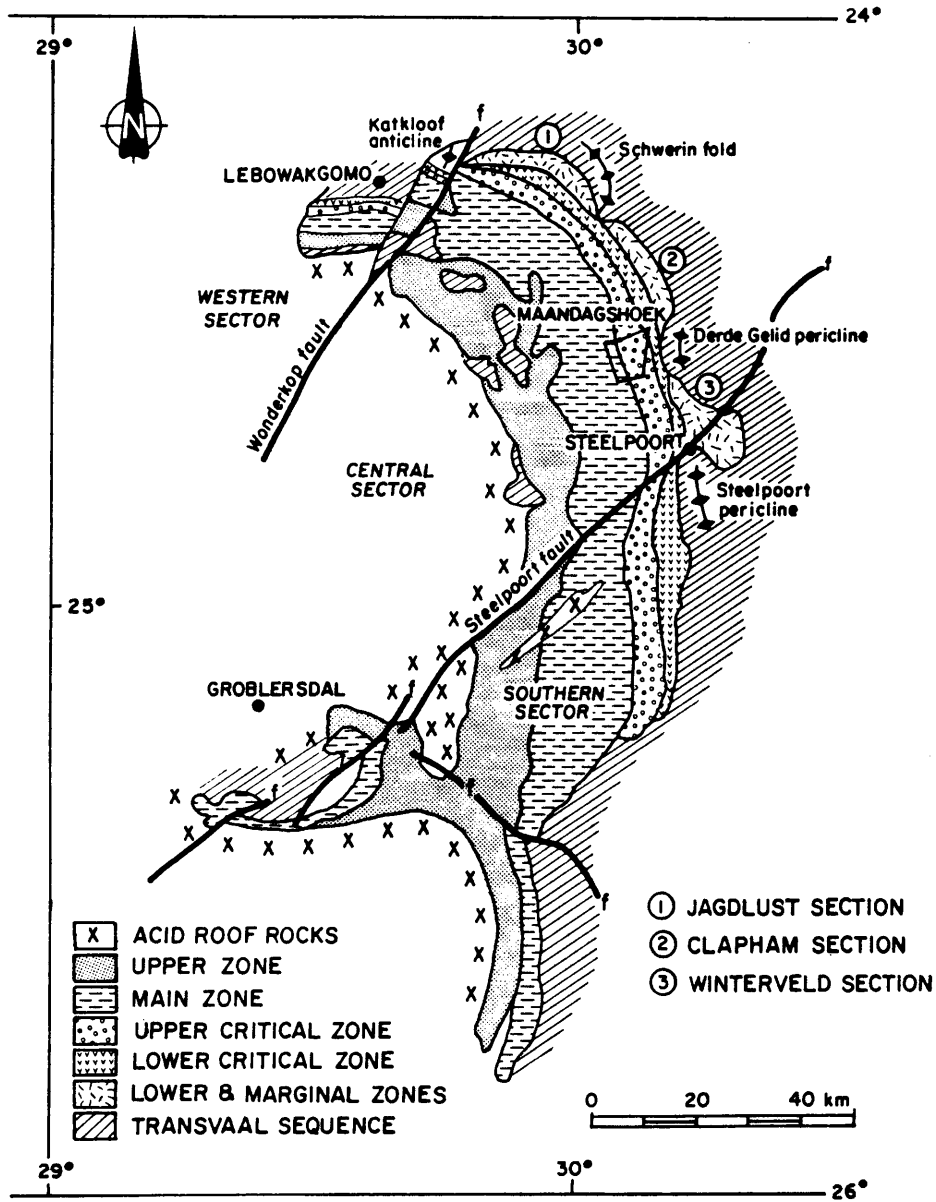 24°
29°
30°
N
f
Katkloof
anticline
1
Schwerin fold
LEBOWAKGOMO
2
f
WESTERN
SECTOR
MAANDAGSHOEK
Derde Gelid pericline
Wonderkop fault
3
STEELPOORT
CENTRAL
SECTOR
Steelpoort
pericline
Steelpoort fault
25°
GROBLERSDAL
f
SOUTHERN
SECTOR
f
f
f
X ACID ROOF ROCKS
UPPER ZONE
MAIN ZONE
UPPER CRITICAL ZONE
LOWER CRITICAL ZONE
LOWER & MARGINAL ZONES
TRANSVAAL SEQUENCE
1 JAGDLUST SECTION
2 CLAPHAM SECTION
3 WINTERVELD SECTION
0 20 40 km
29°
30°
26°